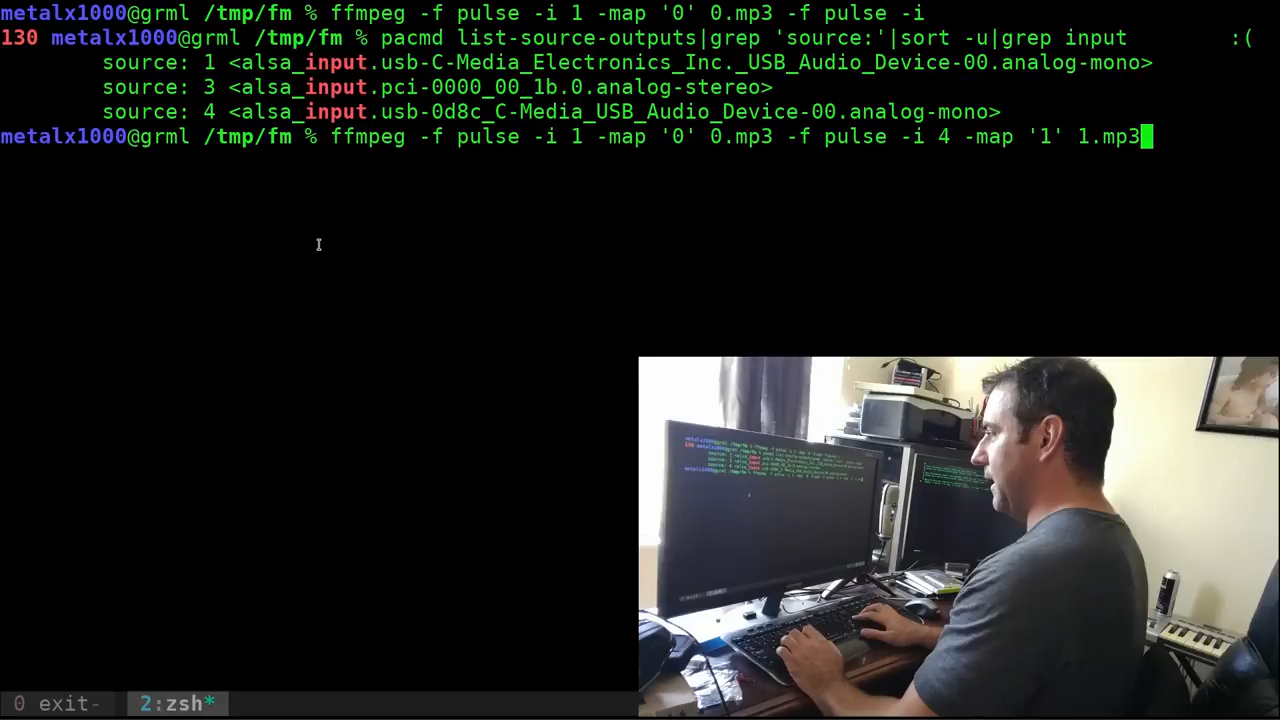 metalx1000@grml /tmp/fm % ffmpeg -f pulse -i 1 -map '0' 0.mp3 -f pulse -i
130 metalx1000@grml /tmp/fm % pacmd list-source-outputs|grep 'source:'|sort -u|grep input :(
source: 1 <alsa_input.usb-C-Media_Electronics_Inc._USB_Audio_Device-00.analog-mono>
source: 3 <alsa_input.pci-0000_00_1b.0.analog-stereo>
source: 4 <alsa_input.usb-0d8c_C-Media_USB_Audio_Device-00.analog-mono>
metalx1000@grml /tmp/fm % ffmpeg -f pulse -i 1 -map '0' 0.mp3 -f pulse -i 4 -map '1' 1.mp3
0 exit- 2:zsh*